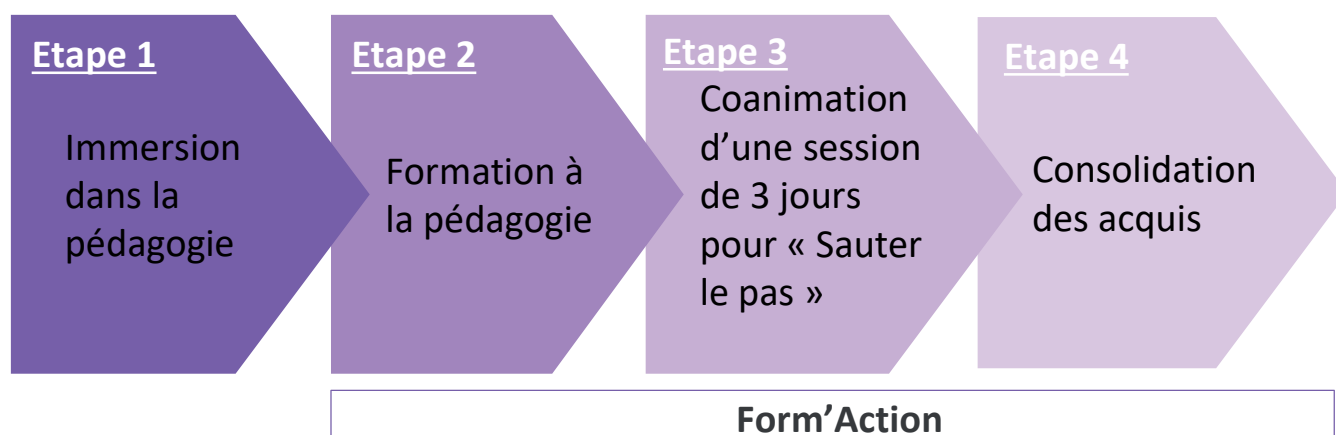 Etape 1
Immersion
dans la
pédagogie
Etape 2
Formation à
la pédagogie
Etape 3
Coanimation
d’une session
de 3 jours
pour « Sauter
le pas »
Etape 4
Consolidation
des acquis
Form’Action